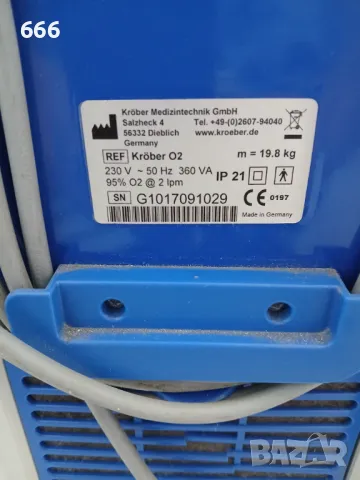 666
Kröber Medizintechnik GmbH
Salzheck 4 Tel. +49-(0)2607-94040
56332 Dieblich www.kroeber.de
Germany
REF Kröber O2 m = 19.8 kg
230 V ~ 50 Hz 360 VA IP 21
95% O2 @ 2 lpm
CE 0197
SN G1017091029 Made in Germany
BAZAR
bg